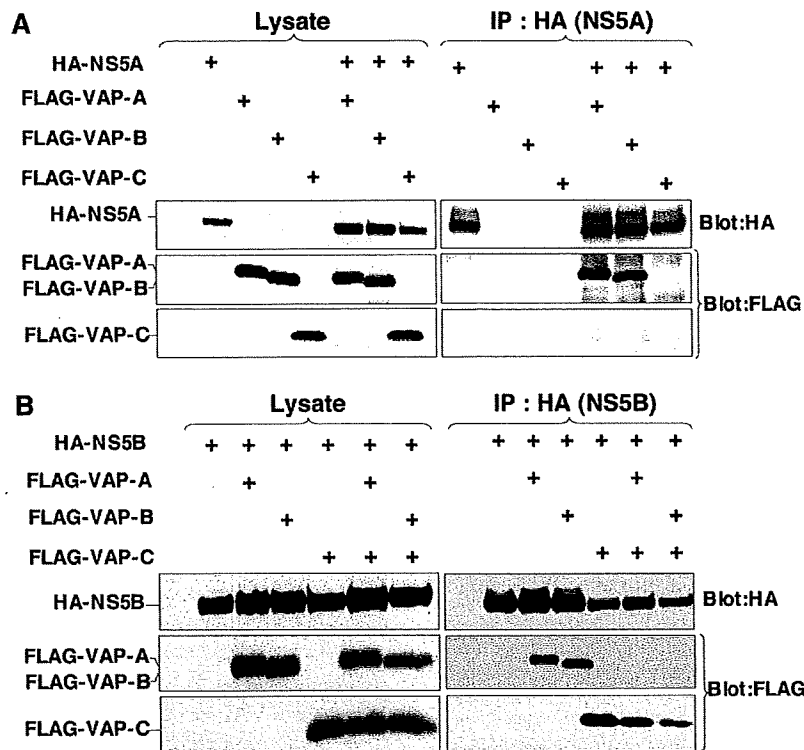 A
Lysate
IP : HA (NS5A)
HA-NS5A + + + + + + + +
FLAG-VAP-A + + + +
FLAG-VAP-B + + + +
FLAG-VAP-C + + + +
HA-NS5A
Blot:HA
FLAG-VAP-A
FLAG-VAP-B
Blot:FLAG
FLAG-VAP-C
B
Lysate
IP : HA (NS5B)
HA-NS5B + + + + + + + + + + + +
FLAG-VAP-A + + + +
FLAG-VAP-B + + + +
FLAG-VAP-C + + + + + +
HA-NS5B
Blot:HA
FLAG-VAP-A
FLAG-VAP-B
Blot:FLAG
FLAG-VAP-C